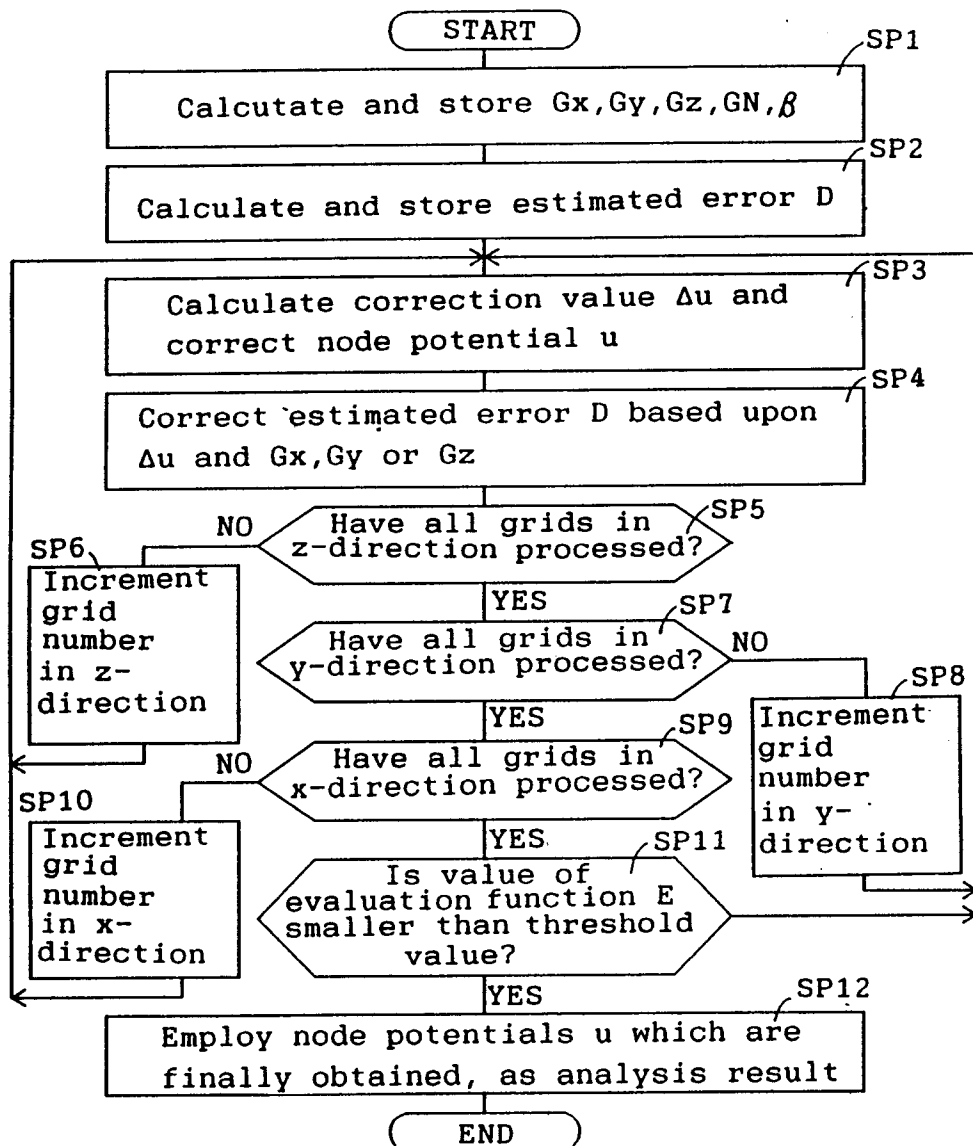 START
SP1
Calcutate and store Gx,Gy,Gz,GN,β
SP2
Calculate and store estimated error D
SP3
Calculate correction value Δu and
correct node potential u
SP4
Correct estimated error D based upon
Δu and Gx,Gy or Gz
SP5
Have all grids in
z-direction processed?
NO
SP6
Increment
grid
number
in z-
direction
YES
SP7
Have all grids in
y-direction processed?
NO
SP8
Increment
grid
number
in y-
direction
YES
SP9
Have all grids in
x-direction processed?
NO
SP10
Increment
grid
number
in x-
direction
YES
SP11
Is value of
evaluation function E
smaller than threshold
value?
YES
SP12
Employ node potentials u which are
finally obtained, as analysis result
END